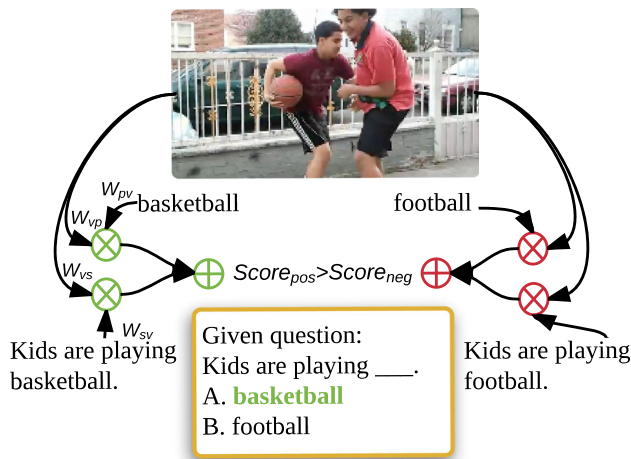 W_pv
basketball
football
W_vp
W_vs
Score_pos>Score_neg
W_sv
Kids are playing
basketball.
Given question:
Kids are playing ___.
A. basketball
B. football
Kids are playing
football.